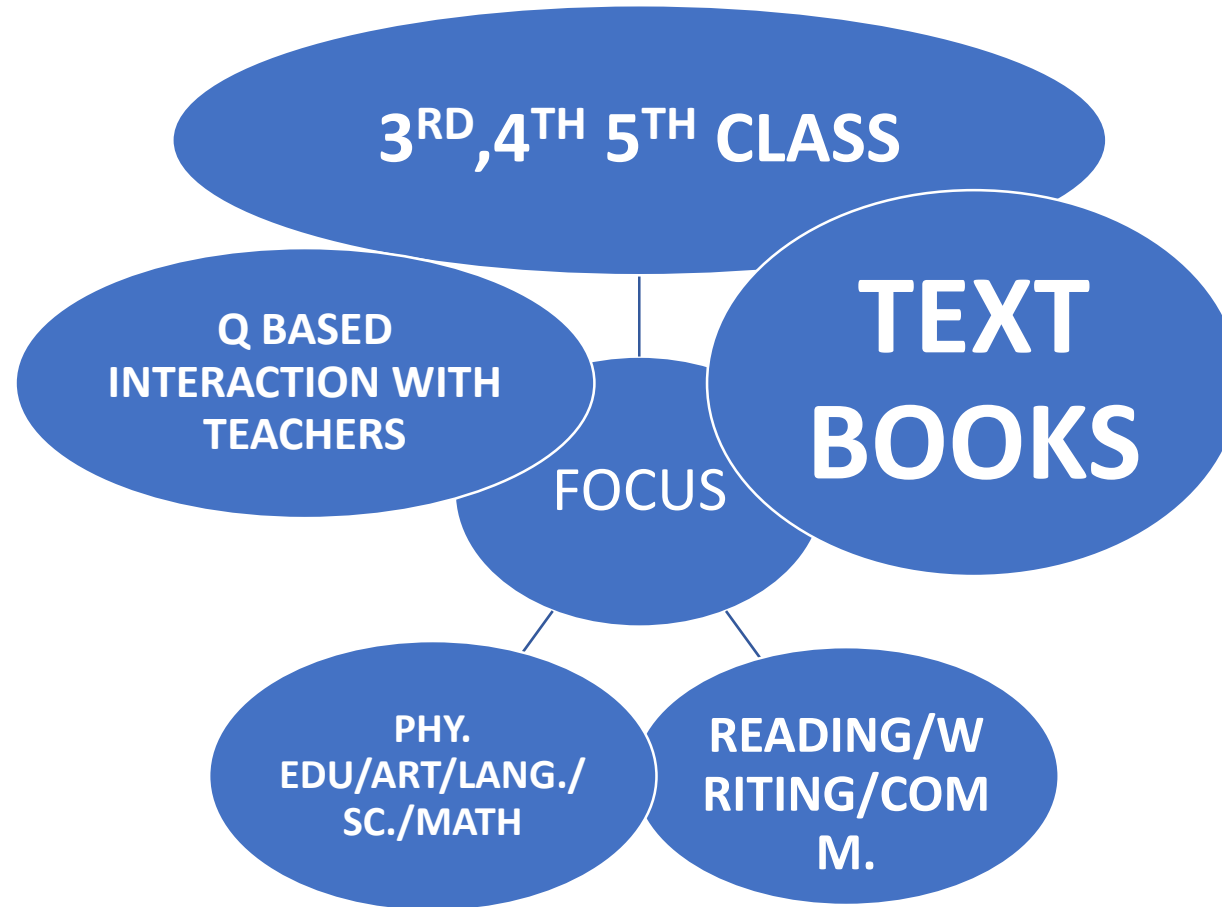 3RD,4TH 5TH CLASS
TEXT
BOOKS
Q BASED
INTERACTION WITH
TEACHERS
FOCUS
PHY.
EDU/ART/LANG./
SC./MATH
READING/W
RITING/COM
M.